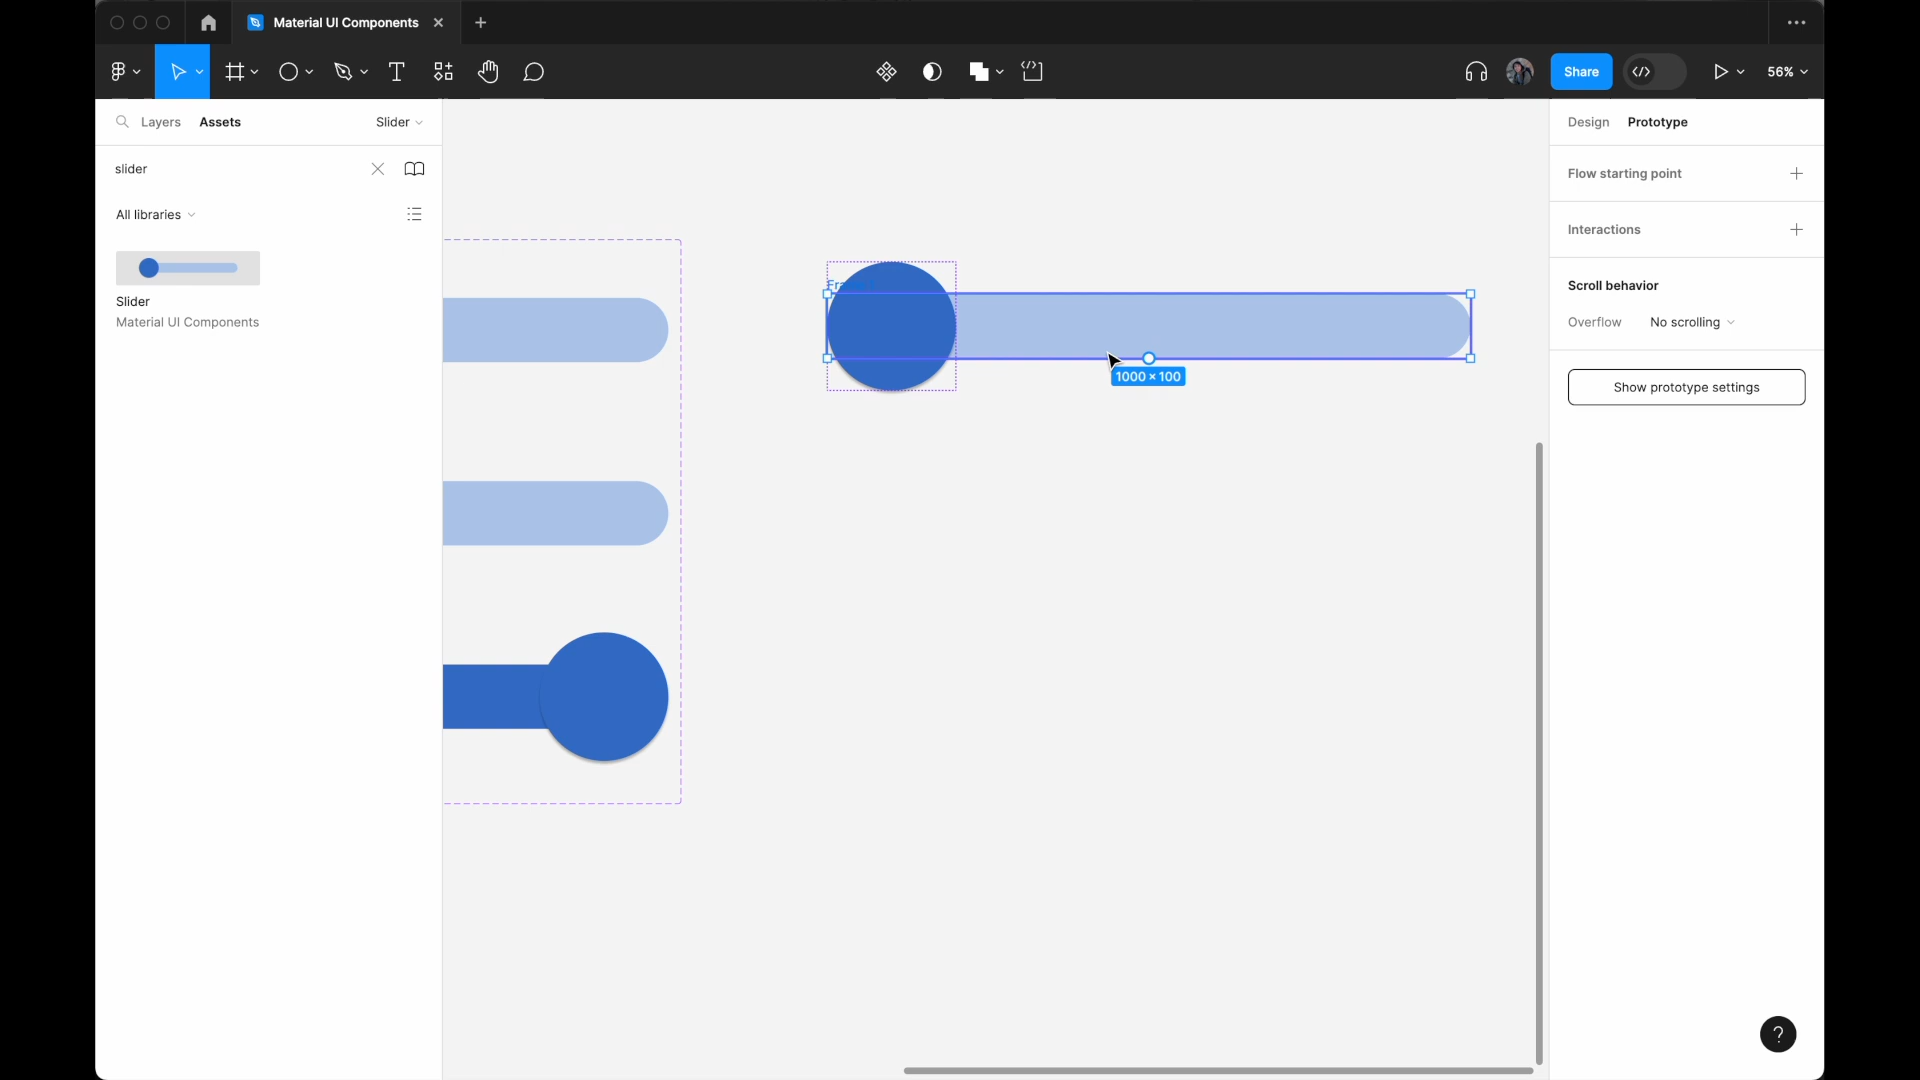 Material UI Components
Share
56%
Layers
Assets
Slider
slider
All libraries
Slider
Material UI Components
1000 × 100
Design
Prototype
Flow starting point
Interactions
Scroll behavior
Overflow
No scrolling
Show prototype settings
?